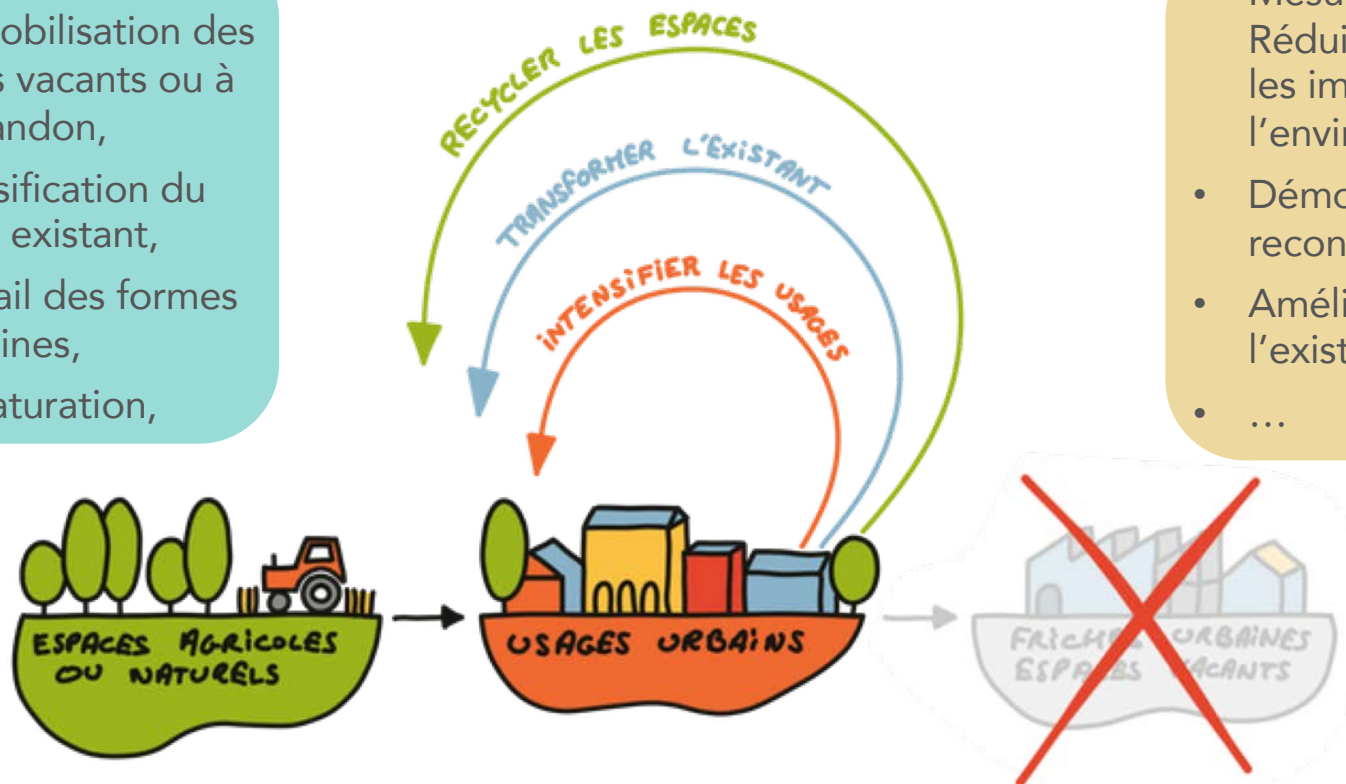 obilisation des
s vacants ou à
andon,
sification du
existant,
ail des formes
ines,
aturation,
RECYCLER LES ESPACES
TRANSFORMER L'EXiSTANT
iNTENSiFiER LES USAGES
Mesu
Rédui
les im
l'envir
• Démo
recon
• Améli
l'exist
• ...
ESPACES AGRiCOLES
OU NATURELS
USAGES URBAiNS
FRiCHES URBAiNES
ESPACES VACANTS